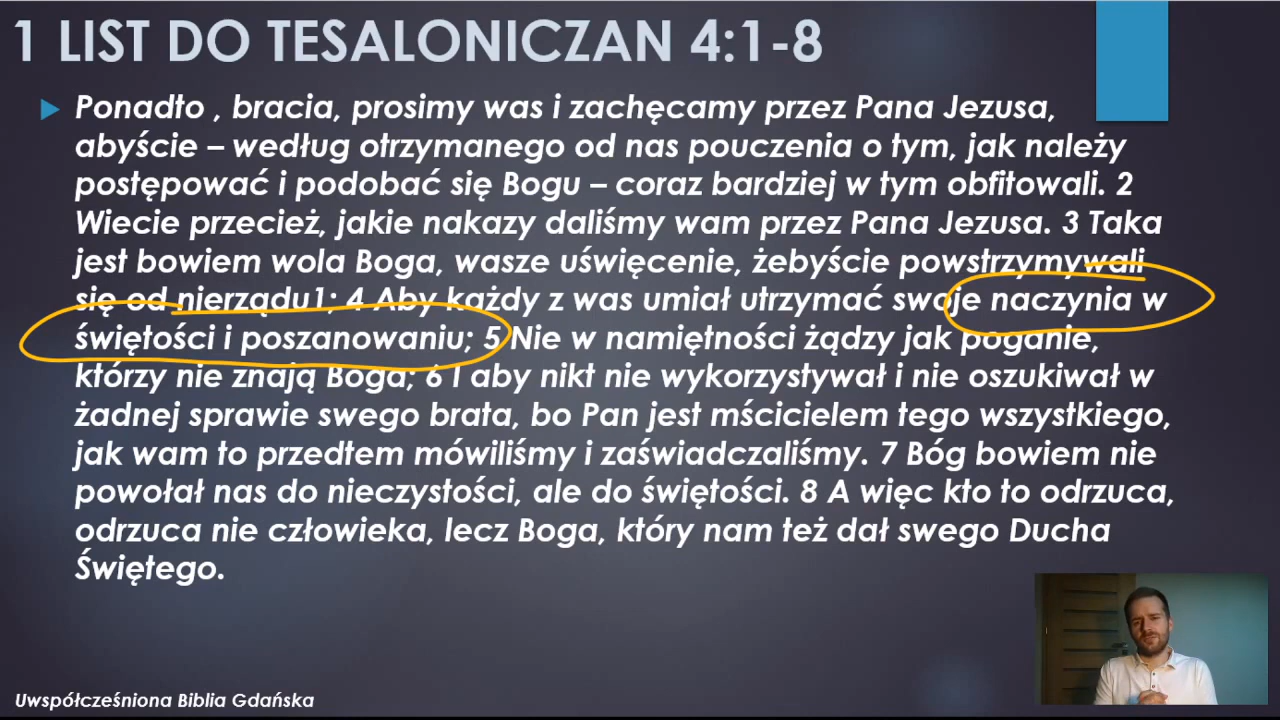 1 LIST DO TESALONICZAN 4:1-8
Ponadto , bracia, prosimy was i zachęcamy przez Pana Jezusa,
abyście – według otrzymanego od nas pouczenia o tym, jak należy
postępować i podobać się Bogu – coraz bardziej w tym obfitowali. 2
Wiecie przecież, jakie nakazy daliśmy wam przez Pana Jezusa. 3 Taka
jest bowiem wola Boga, wasze uświęcenie, żebyście powstrzymywali
się od nierządu1; 4 Aby każdy z was umiał utrzymać swoje naczynia w
świętości i poszanowaniu; 5 Nie w namiętności żądzy jak poganie,
którzy nie znają Boga; 6 I aby nikt nie wykorzystywał i nie oszukiwał w
żadnej sprawie swego brata, bo Pan jest mścicielem tego wszystkiego,
jak wam to przedtem mówiliśmy i zaświadczaliśmy. 7 Bóg bowiem nie
powołał nas do nieczystości, ale do świętości. 8 A więc kto to odrzuca,
odrzuca nie człowieka, lecz Boga, który nam też dał swego Ducha
Świętego.
Uwspółcześniona Biblia Gdańska